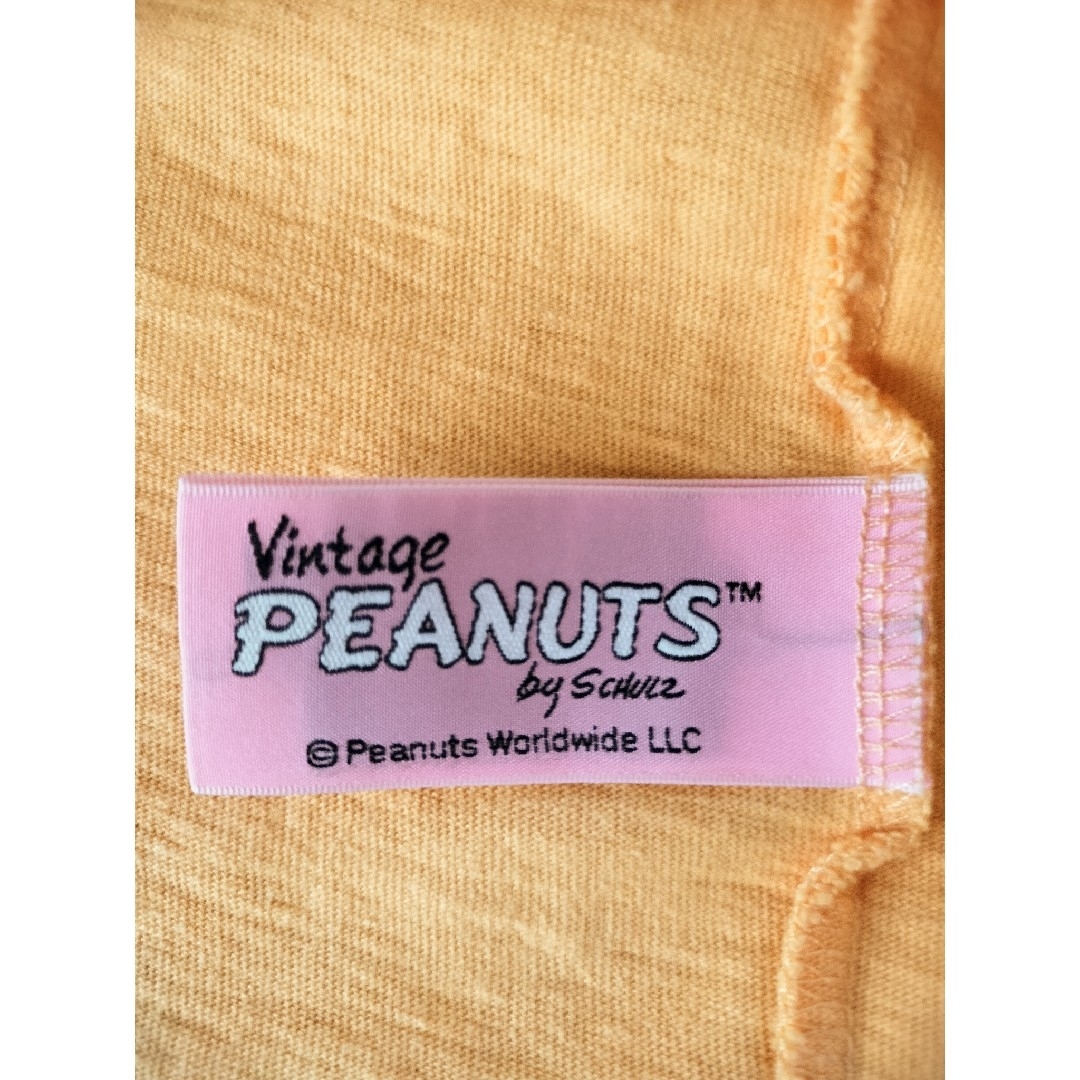 Vintage
PEANUTS™
by SCHULZ
© Peanuts Worldwide LLC